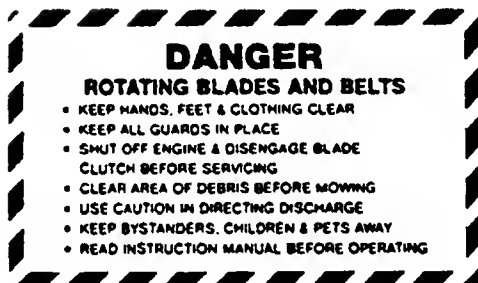 DANGER
ROTATING BLADES AND BELTS
• KEEP HANDS, FEET & CLOTHING CLEAR
• KEEP ALL GUARDS IN PLACE
• SHUT OFF ENGINE & DISENGAGE BLADE
CLUTCH BEFORE SERVICING
• CLEAR AREA OF DEBRIS BEFORE MOWING
• USE CAUTION IN DIRECTING DISCHARGE
• KEEP BYSTANDERS, CHILDREN & PETS AWAY
• READ INSTRUCTION MANUAL BEFORE OPERATING